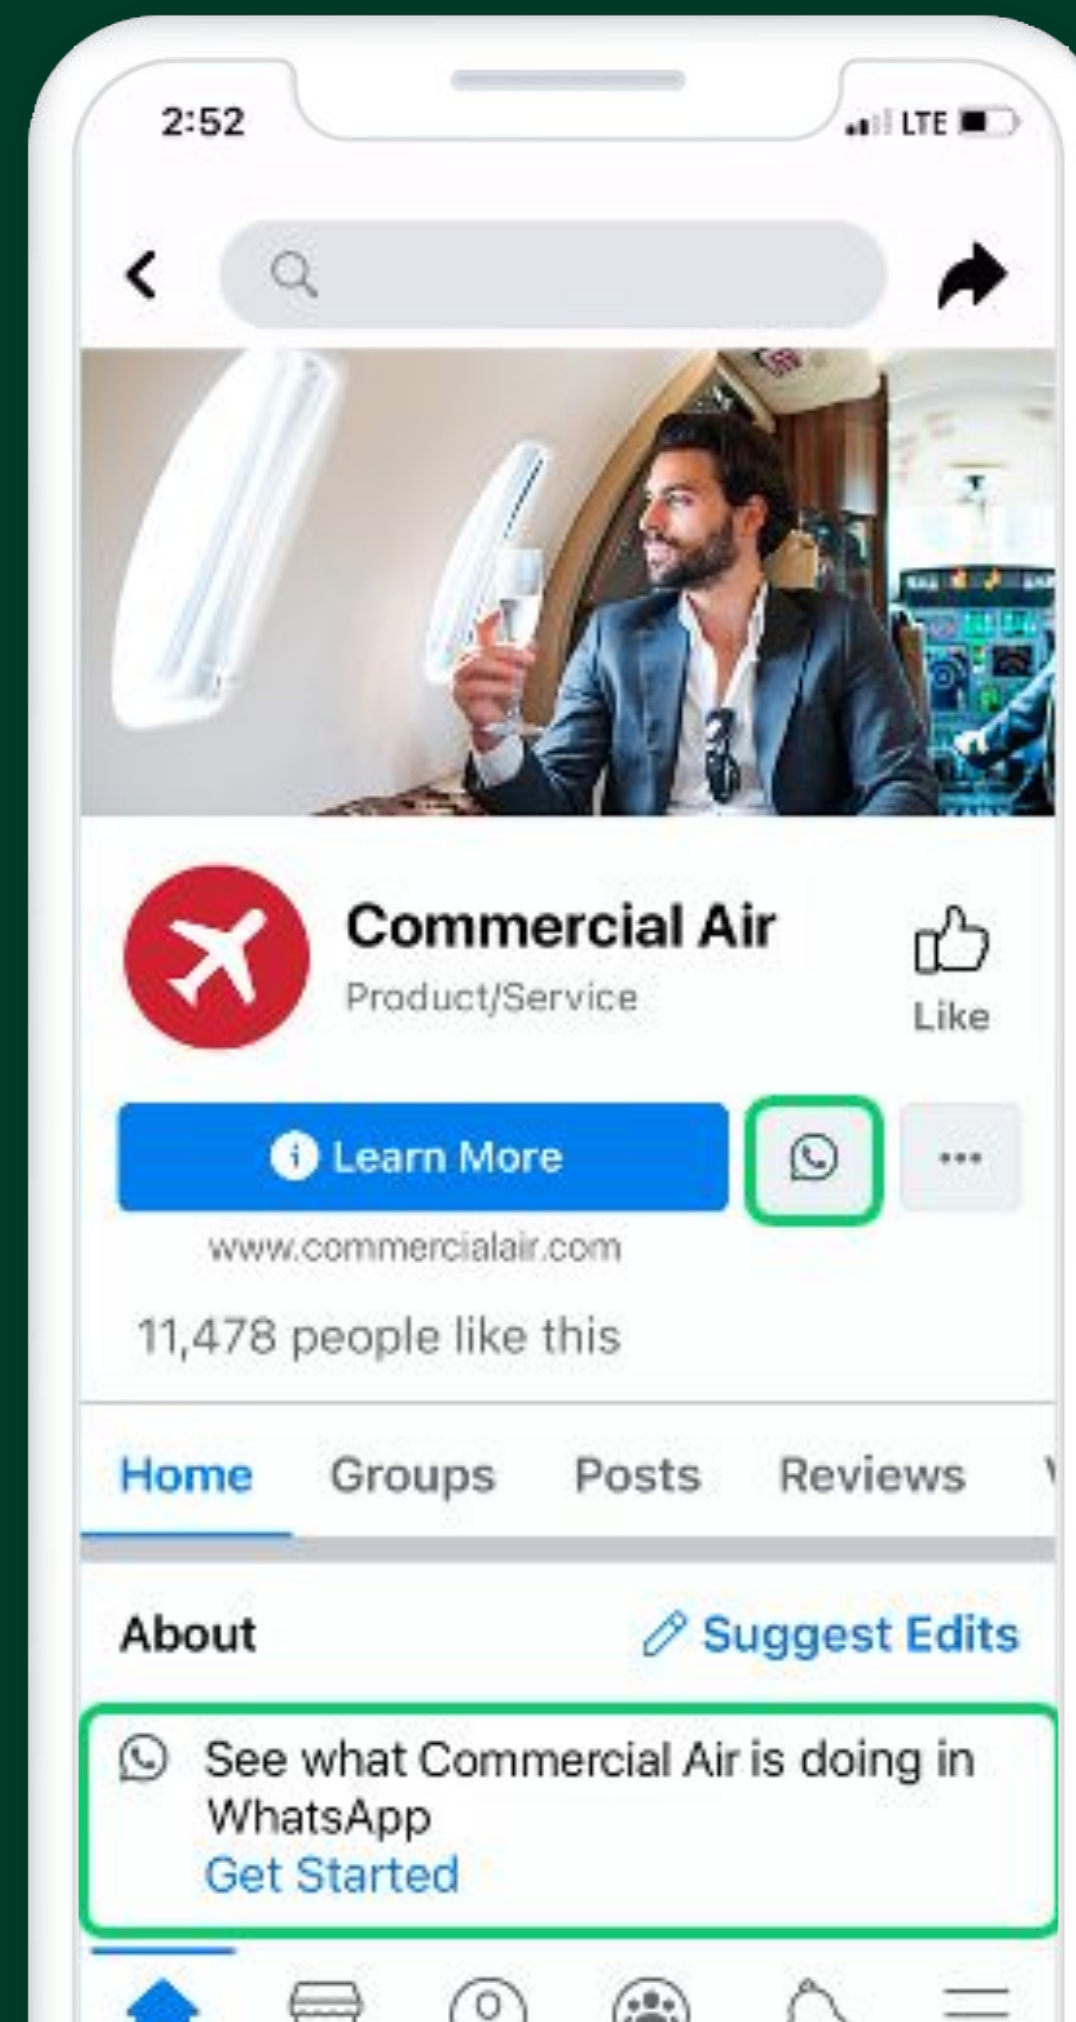 2:52
LTE
Commercial Air
Product/Service
Like
Learn More
www.commercialair.com
11,478 people like this
Home Groups Posts Reviews
About
Suggest Edits
See what Commercial Air is doing in
WhatsApp
Get Started